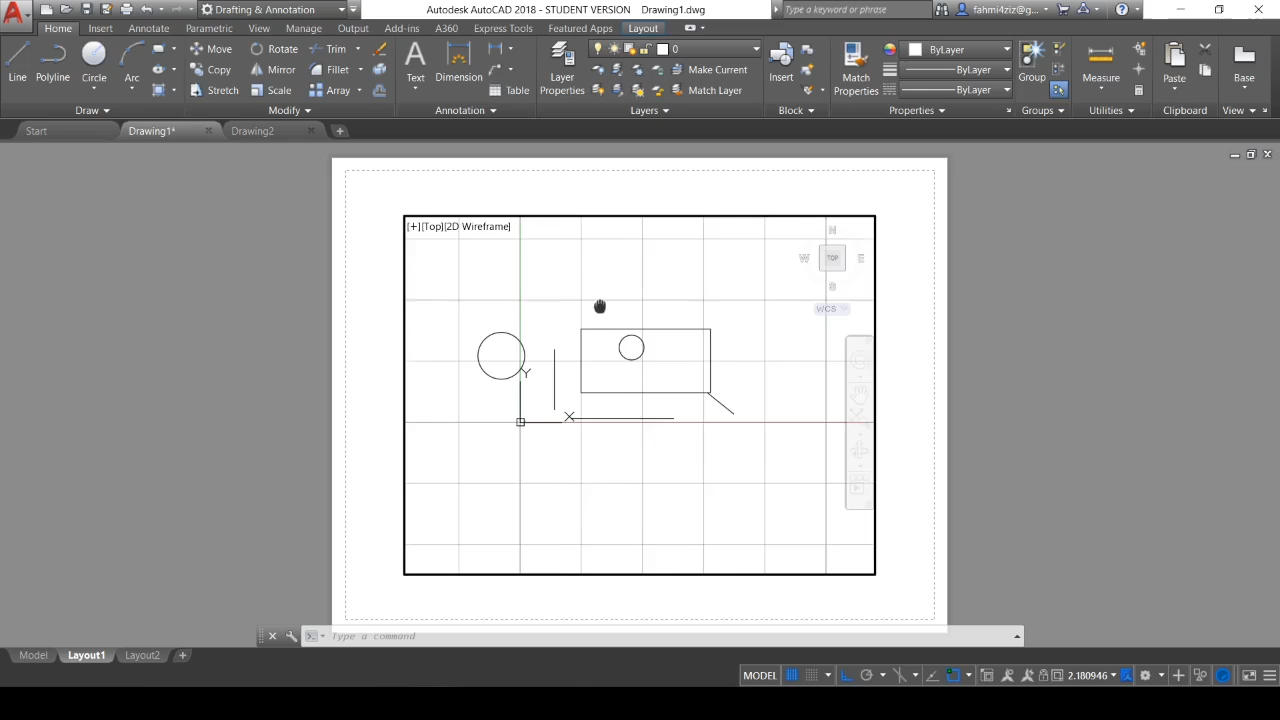 Drafting & Annotation
Autodesk AutoCAD 2018 - STUDENT VERSION Drawing1.dwg
Type a keyword or phrase
fahmi4ziz@g...
Home Insert Annotate Parametric View Manage Output Add-ins A360 Express Tools Featured Apps Layout
Line Polyline Circle Arc
Move Rotate Trim
Copy Mirror Fillet
Stretch Scale Array
Text Dimension Table
Layer Properties
0
Make Current
Match Layer
Insert
Match Properties
ByLayer
ByLayer
ByLayer
Group Measure Paste Base
Draw Modify Annotation Layers Block Properties Groups Utilities Clipboard View
Start Drawing1* Drawing2
[+][Top][2D Wireframe]
N
W TOP E
S
WCS
Y
X
Type a command
Model Layout1 Layout2
MODEL 2.180946